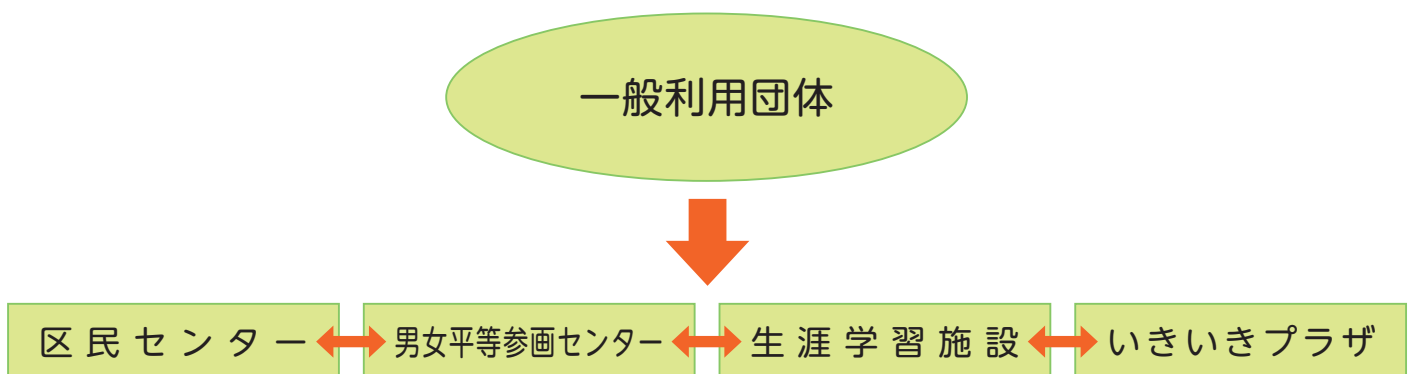 一般利用団体
区民センター
男女平等参画センター
生涯学習施設
いきいきプラザ